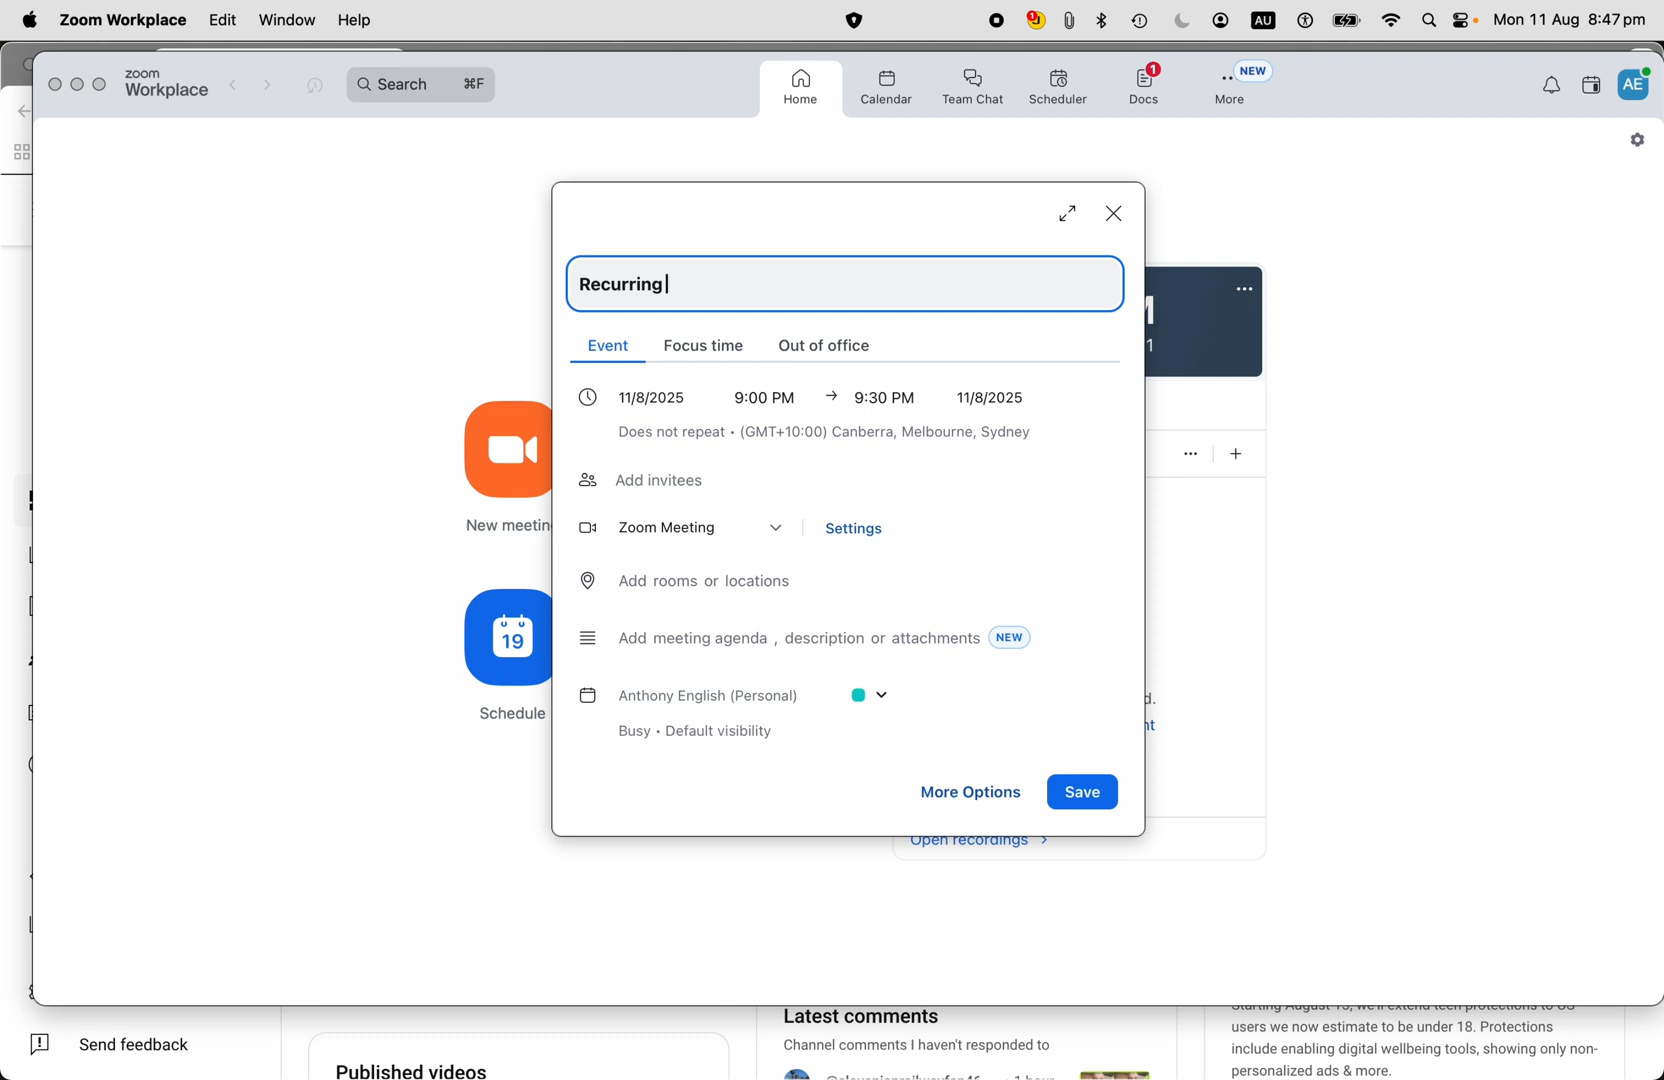 Zoom Workplace Edit Window Help
1 AU Mon 11 Aug 8:47 pm
zoom
Workplace
Search ⌘F
Home
Calendar
Team Chat
Scheduler
1
Docs
NEW
More
AE
Recurring
Event Focus time Out of office
11/8/2025 9:00 PM → 9:30 PM 11/8/2025
Does not repeat • (GMT+10:00) Canberra, Melbourne, Sydney
Add invitees
Zoom Meeting Settings
Add rooms or locations
Add meeting agenda , description or attachments NEW
Anthony English (Personal)
Busy • Default visibility
More Options Save
New meetin
19
Schedule
M
1
d.
nt
Open recordings >
Send feedback
Published videos
Latest comments
Channel comments I haven't responded to
users we now estimate to be under 18. Protections
include enabling digital wellbeing tools, showing only non-
personalized ads & more.